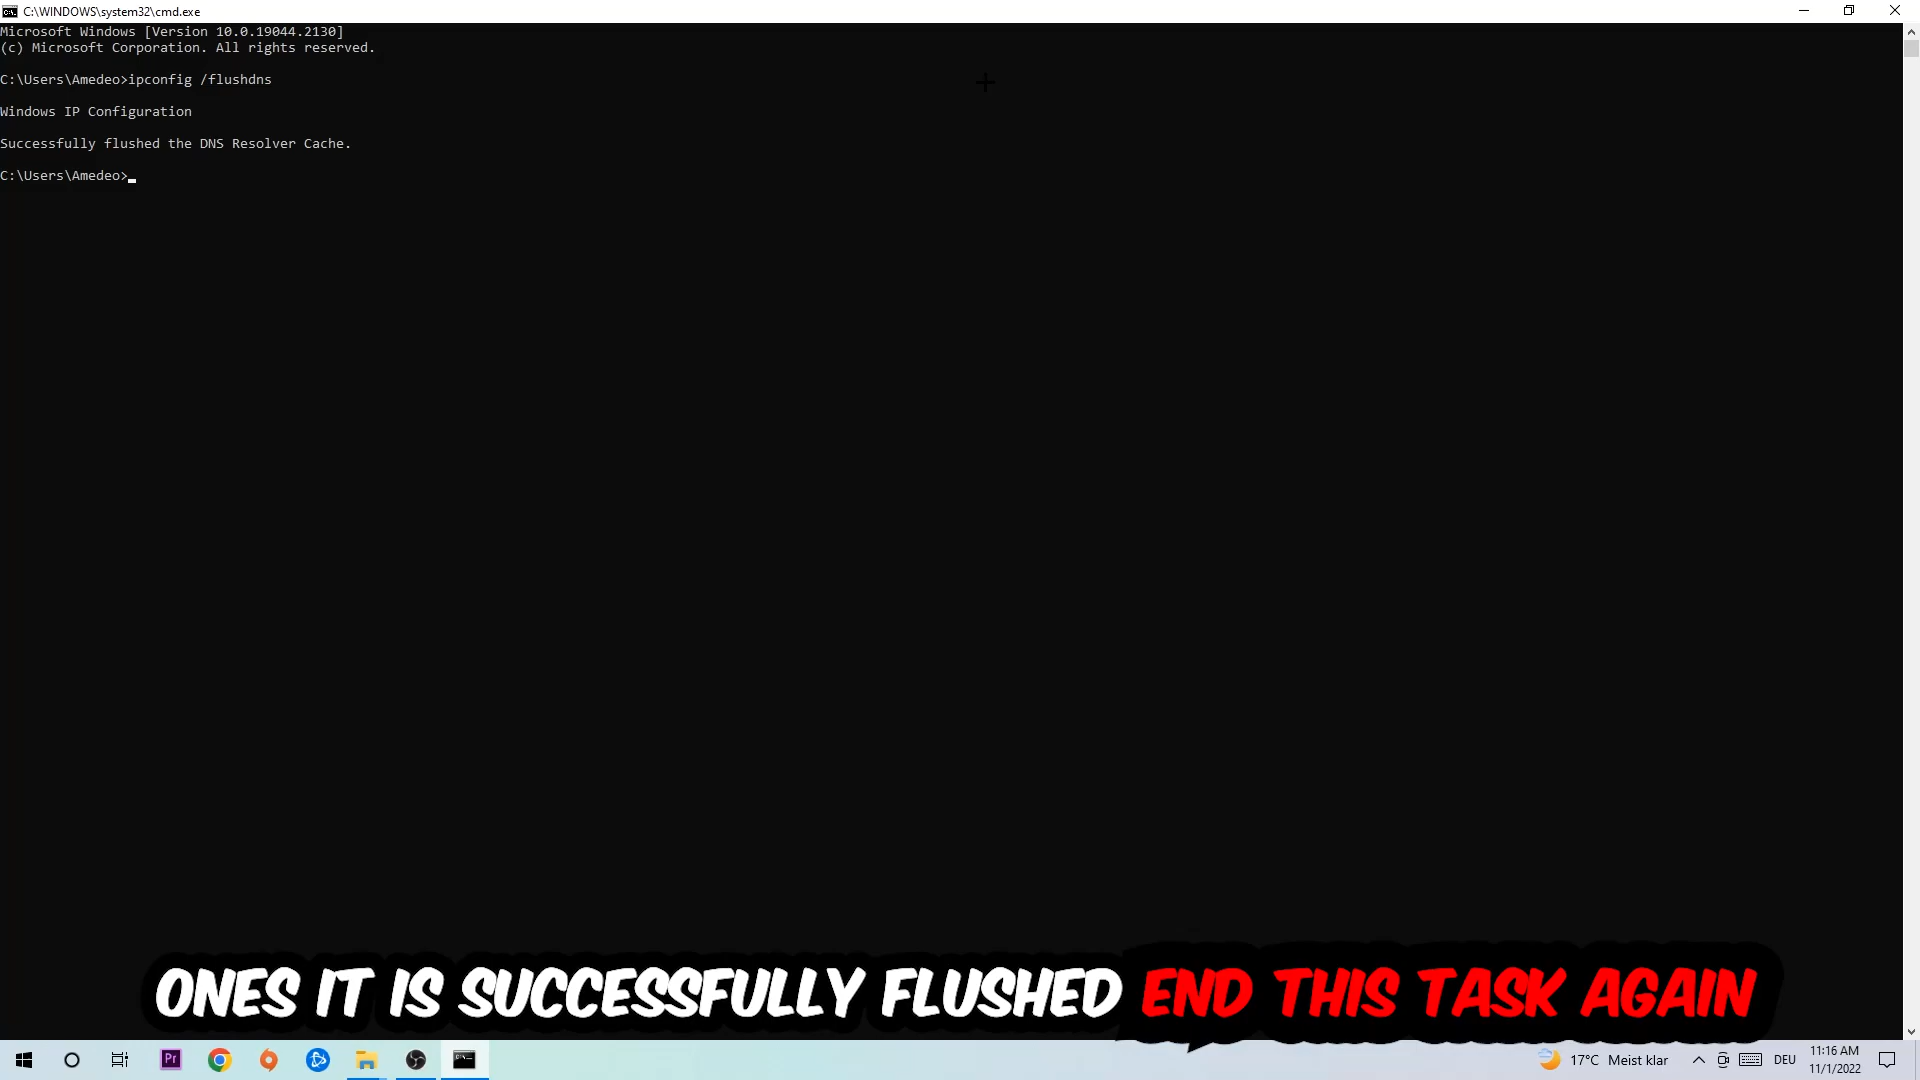 C:\WINDOWS\system32\cmd.exe
Microsoft Windows [Version 10.0.19044.2130]
(c) Microsoft Corporation. All rights reserved.
C:\Users\Amedeo>ipconfig /flushdns
Windows IP Configuration
Successfully flushed the DNS Resolver Cache.
C:\Users\Amedeo>
ONES IT IS SUCCESSFULLY FLUSHED END THIS TASK AGAIN
Pr
17°C Meist klar
DEU
11:16 AM
11/1/2022